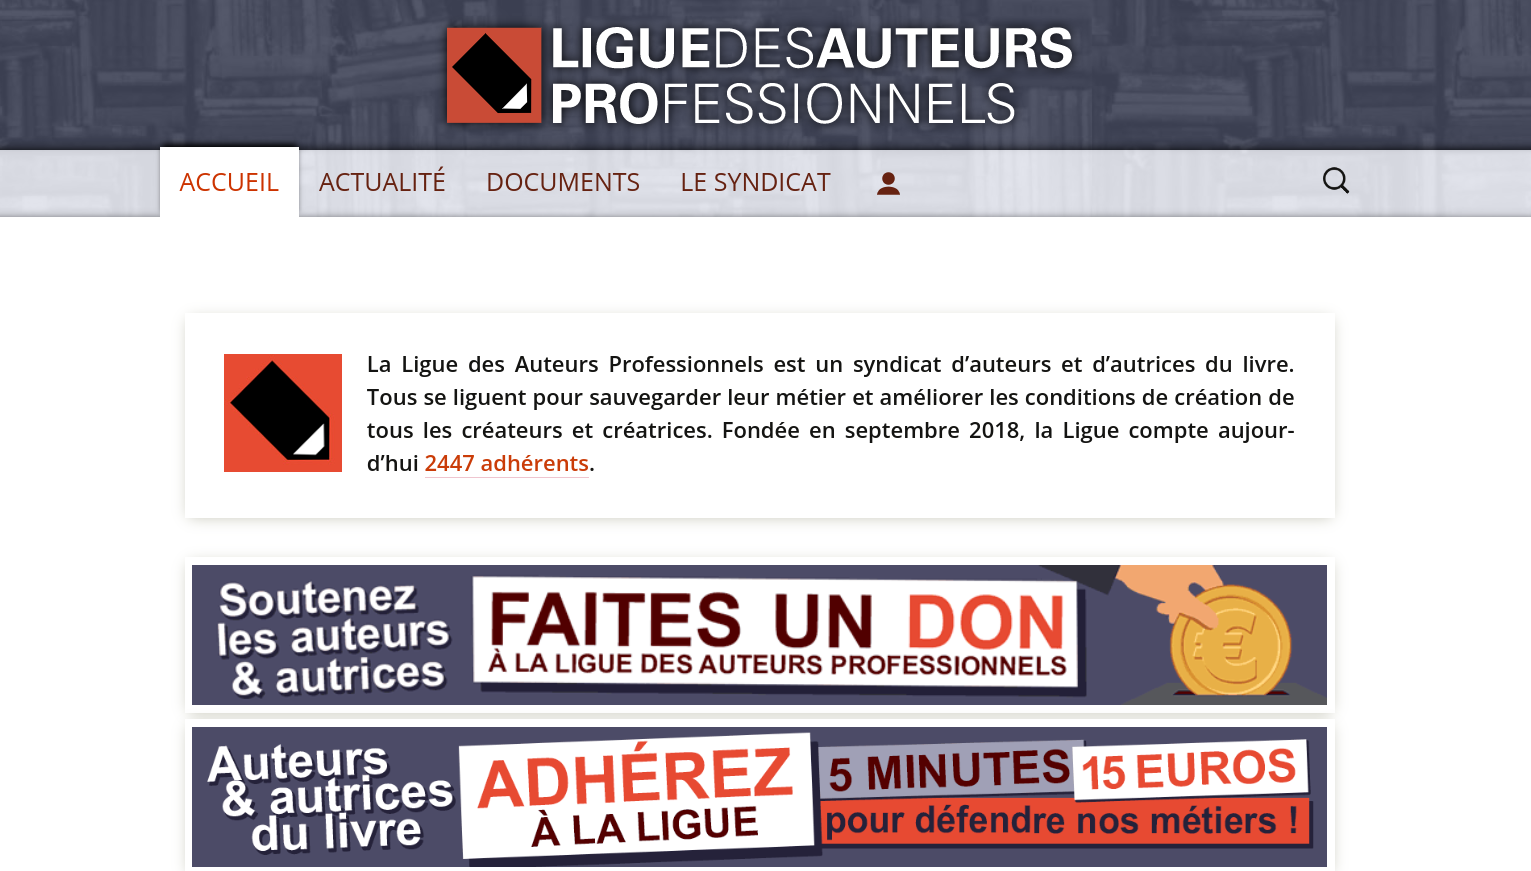 LIGUEDESAUTEURS
PROFESSIONNELS
ACCUEIL ACTUALITÉ DOCUMENTS LE SYNDICAT
La Ligue des Auteurs Professionnels est un syndicat d’auteurs et d’autrices du livre.
Tous se liguent pour sauvegarder leur métier et améliorer les conditions de création de
tous les créateurs et créatrices. Fondée en septembre 2018, la Ligue compte aujour-
d’hui 2447 adhérents.
Soutenez
les auteurs
& autrices
FAITES UN DON
À LA LIGUE DES AUTEURS PROFESSIONNELS
€
Auteurs
& autrices
du livre
ADHÉREZ
À LA LIGUE
5 MINUTES 15 EUROS
pour défendre nos métiers !